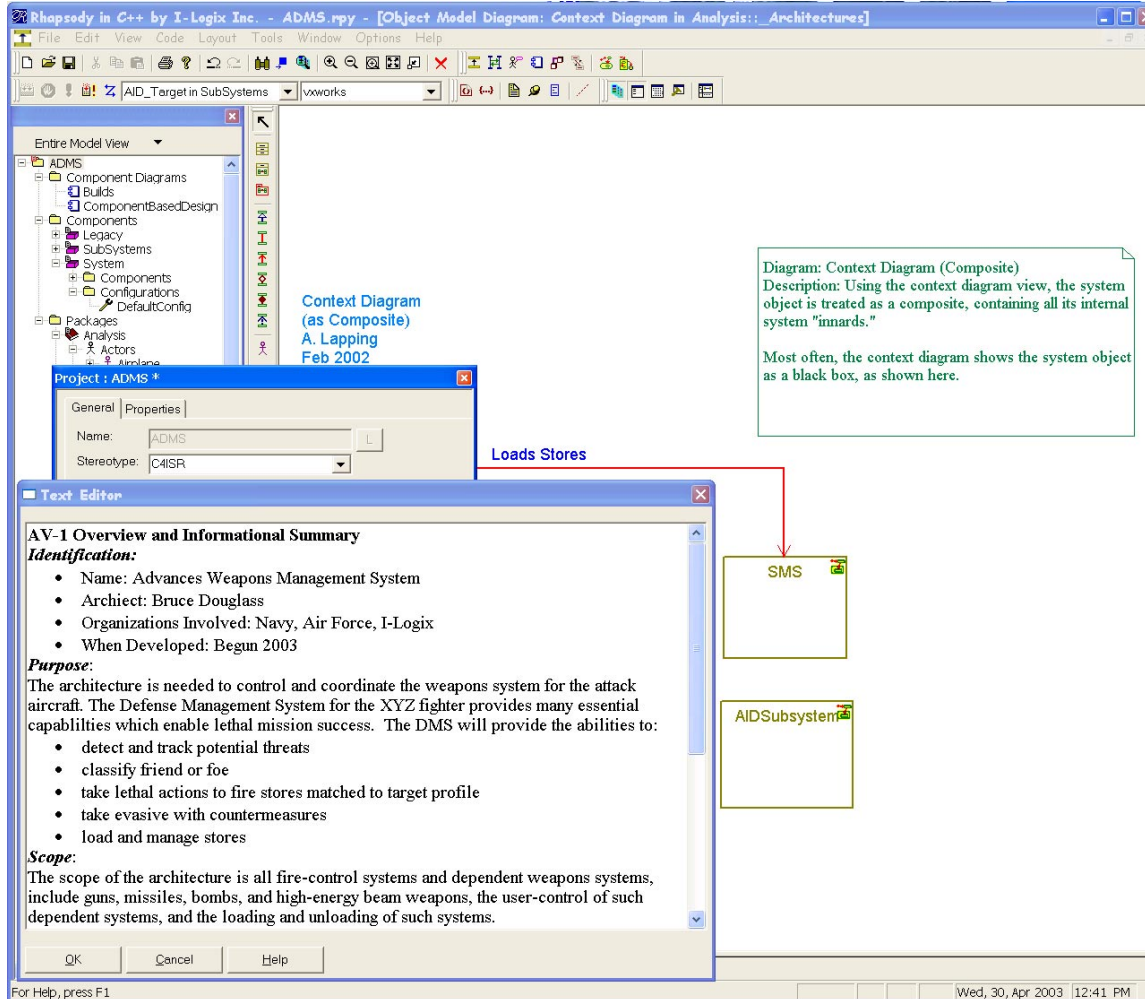 Rhapsody in C++ by I-Logix Inc. - ADMS.rpy - [Object Model Diagram: Context Diagram in Analysis::_Architectures]
File Edit View Code Layout Tools Window Options Help
AID_Target in SubSystems vxworks
Entire Model View
ADMS
Component Diagrams
Builds
ComponentBasedDesign
Components
Legacy
SubSystems
System
Components
Configurations
DefaultConfig
Packages
Analysis
Actors
Airplane
Context Diagram
(as Composite)
A. Lapping
Feb 2002
Diagram: Context Diagram (Composite)
Description: Using the context diagram view, the system
object is treated as a composite, containing all its internal
system "innards."
Most often, the context diagram shows the system object
as a black box, as shown here.
Project : ADMS *
General Properties
Name: ADMS L
Stereotype: C4ISR
Loads Stores
SMS
AIDSubsystem
Text Editor
AV-1 Overview and Informational Summary
Identification:
• Name: Advances Weapons Management System
• Archiect: Bruce Douglass
• Organizations Involved: Navy, Air Force, I-Logix
• When Developed: Begun 2003
Purpose:
The architecture is needed to control and coordinate the weapons system for the attack
aircraft. The Defense Management System for the XYZ fighter provides many essential
capablilties which enable lethal mission success. The DMS will provide the abilities to:
• detect and track potential threats
• classify friend or foe
• take lethal actions to fire stores matched to target profile
• take evasive with countermeasures
• load and manage stores
Scope:
The scope of the architecture is all fire-control systems and dependent weapons systems,
include guns, missiles, bombs, and high-energy beam weapons, the user-control of such
dependent systems, and the loading and unloading of such systems.
OK Cancel Help
For Help, press F1
Wed, 30, Apr 2003 12:41 PM